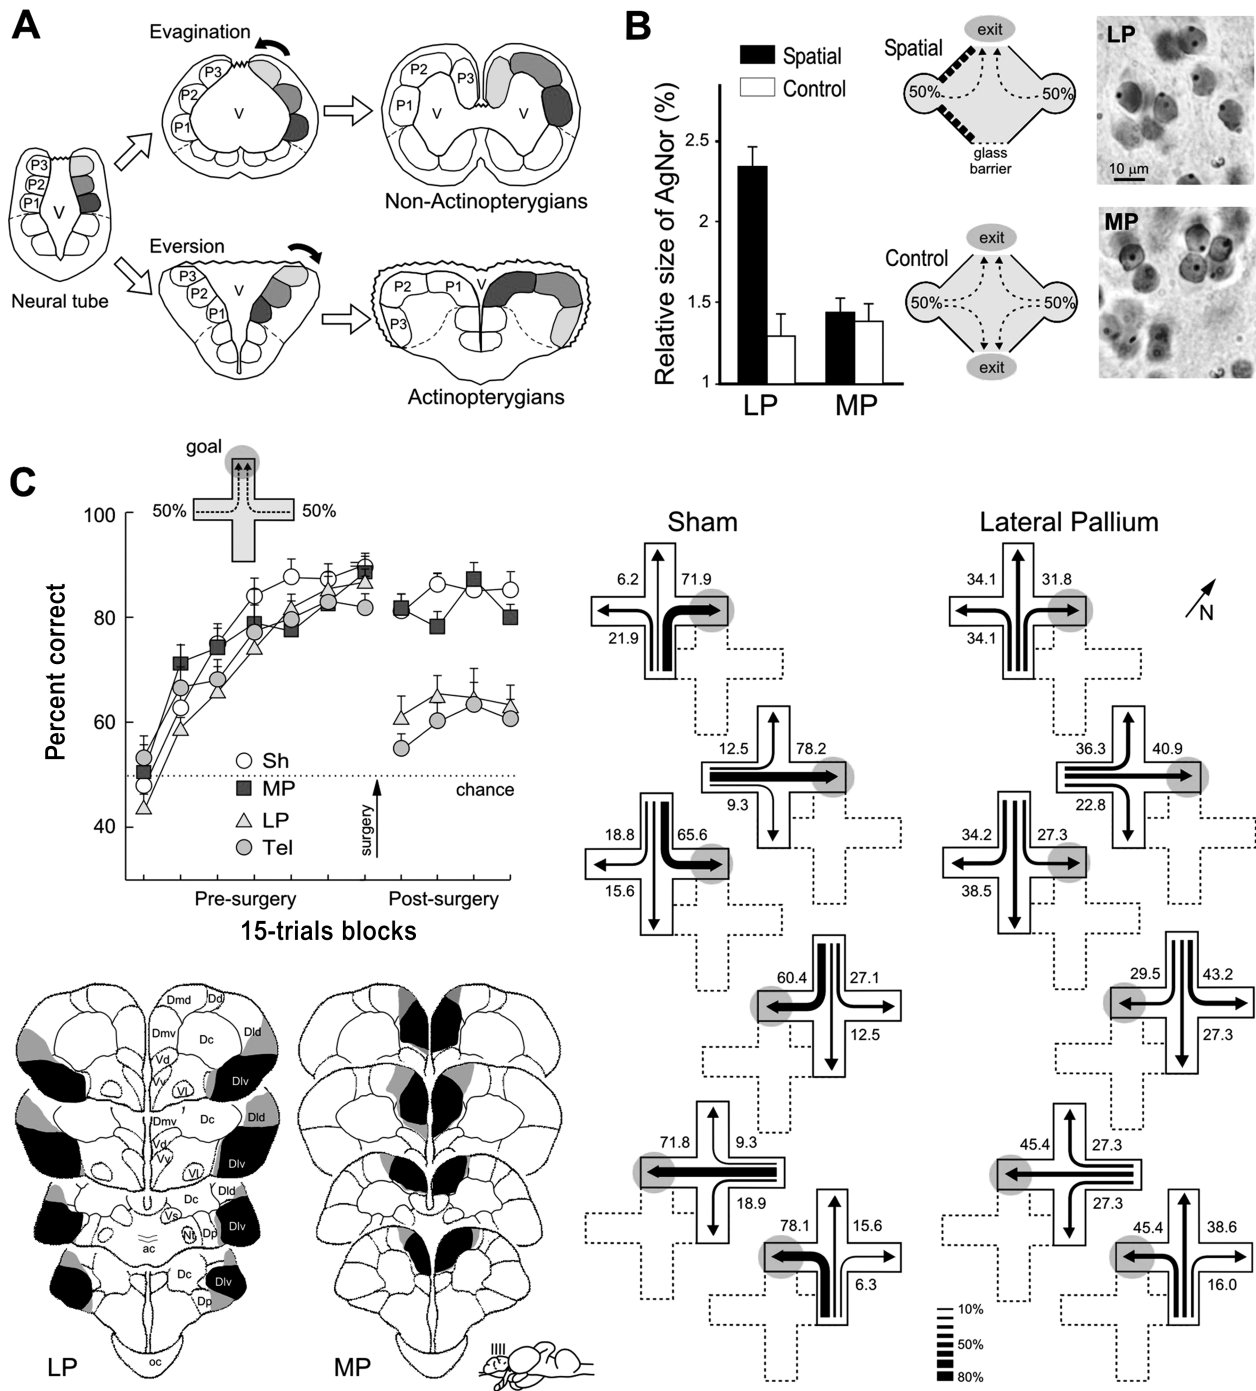 A
Evagination
P3
P2
P1
V
P2
P3
P1
V
V
Non-Actinopterygians
P3
P2
P1
V
Neural tube
Eversion
P3
P2
P1
V
P2
P1
V
P3
Actinopterygians
B
Spatial
Control
Relative size of AgNor (%)
2.5
2
1.5
1
LP
MP
Spatial
exit
50%
50%
glass
barrier
Control
exit
50%
50%
exit
LP
10 µm
MP
C
goal
50%
50%
Percent correct
100
80
60
40
Sh
MP
LP
Tel
surgery
chance
Pre-surgery
Post-surgery
15-trials blocks
Sham
6.2
71.9
21.9
12.5
78.2
9.3
18.8
65.6
15.6
60.4
27.1
12.5
71.8
9.3
18.9
78.1
15.6
6.3
Lateral Pallium
34.1
31.8
34.1
N
36.3
40.9
22.8
34.2
27.3
38.5
29.5
43.2
27.3
45.4
27.3
27.3
45.4
38.6
16.0
10%
50%
80%
Dmd
Dd
Dmv
Dc
Dld
Vd
Vv
Vl
Dlv
Dmv
Dc
Dld
Vd
Vv
Vl
Dlv
Dc
Dld
Vs
Nt
Dp
Dlv
ac
Dc
Dlv
Dp
oc
LP
MP